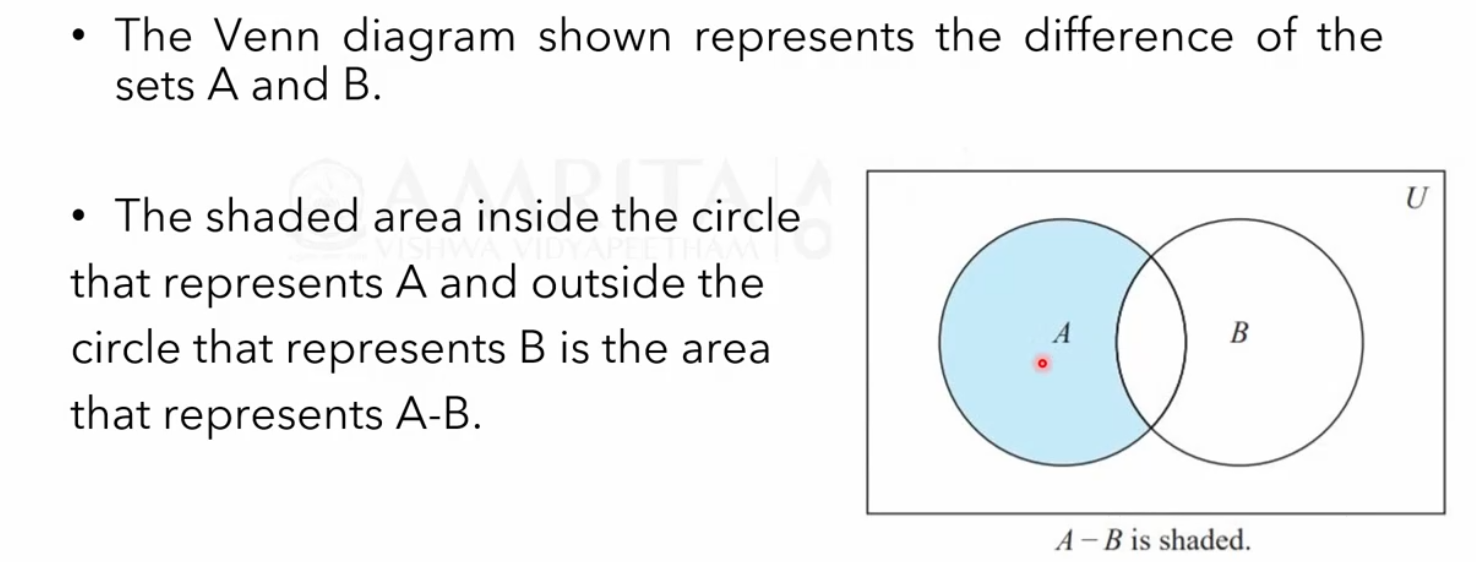 • The Venn diagram shown represents the difference of the
sets A and B.
AMRITA
VISHWA VIDYAPEETHAM
• The shaded area inside the circle
that represents A and outside the
circle that represents B is the area
that represents A-B.
U
A
B
A – B is shaded.